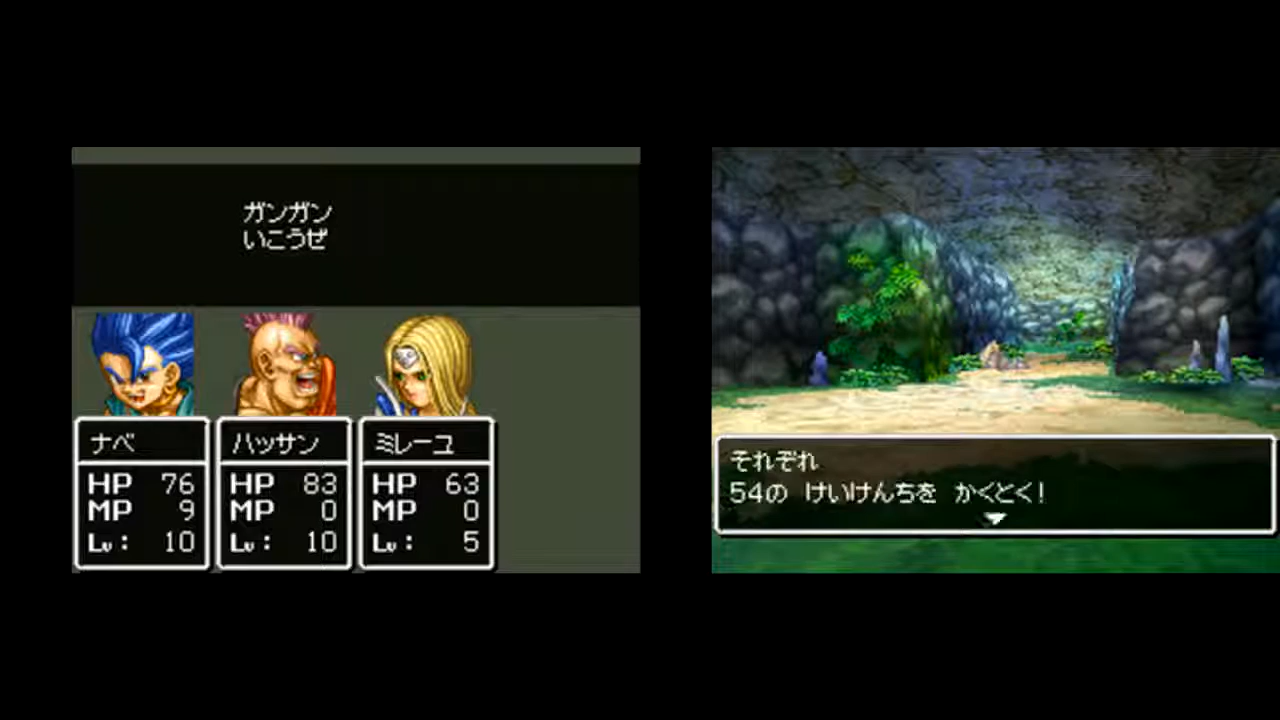 ガンガン
いこうぜ
ナベ
HP 76
MP 9
Lv: 10
ハッサン
HP 83
MP 0
Lv: 10
ミレーユ
HP 63
MP 0
Lv: 5
それぞれ
54の けいけんちを かくとく!